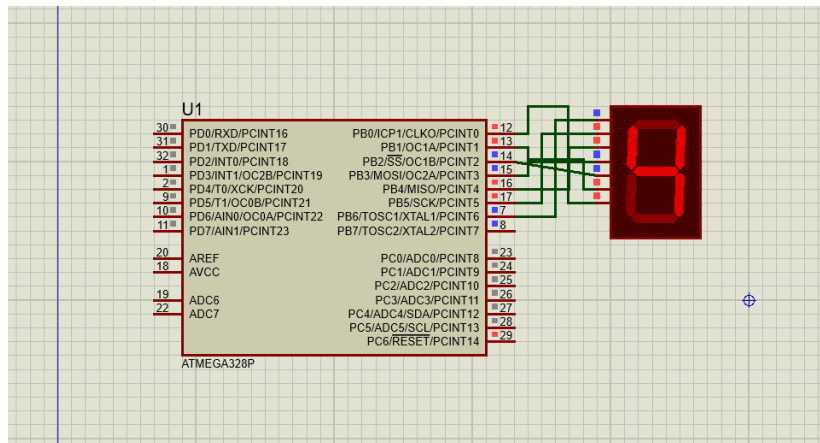 U1
30 PD0/RXD/PCINT16 PB0/ICP1/CLKO/PCINT0 12
31 PD1/TXD/PCINT17 PB1/OC1A/PCINT1 13
32 PD2/INT0/PCINT18 PB2/SS/OC1B/PCINT2 14
1 PD3/INT1/OC2B/PCINT19 PB3/MOSI/OC2A/PCINT3 15
2 PD4/T0/XCK/PCINT20 PB4/MISO/PCINT4 16
9 PD5/T1/OC0B/PCINT21 PB5/SCK/PCINT5 17
10 PD6/AIN0/OC0A/PCINT22 PB6/TOSC1/XTAL1/PCINT6 7
11 PD7/AIN1/PCINT23 PB7/TOSC2/XTAL2/PCINT7 8
20 AREF PC0/ADC0/PCINT8 23
18 AVCC PC1/ADC1/PCINT9 24
PC2/ADC2/PCINT10 25
19 ADC6 PC3/ADC3/PCINT11 26
22 ADC7 PC4/ADC4/SDA/PCINT12 27
PC5/ADC5/SCL/PCINT13 28
PC6/RESET/PCINT14 29
ATMEGA328P
4